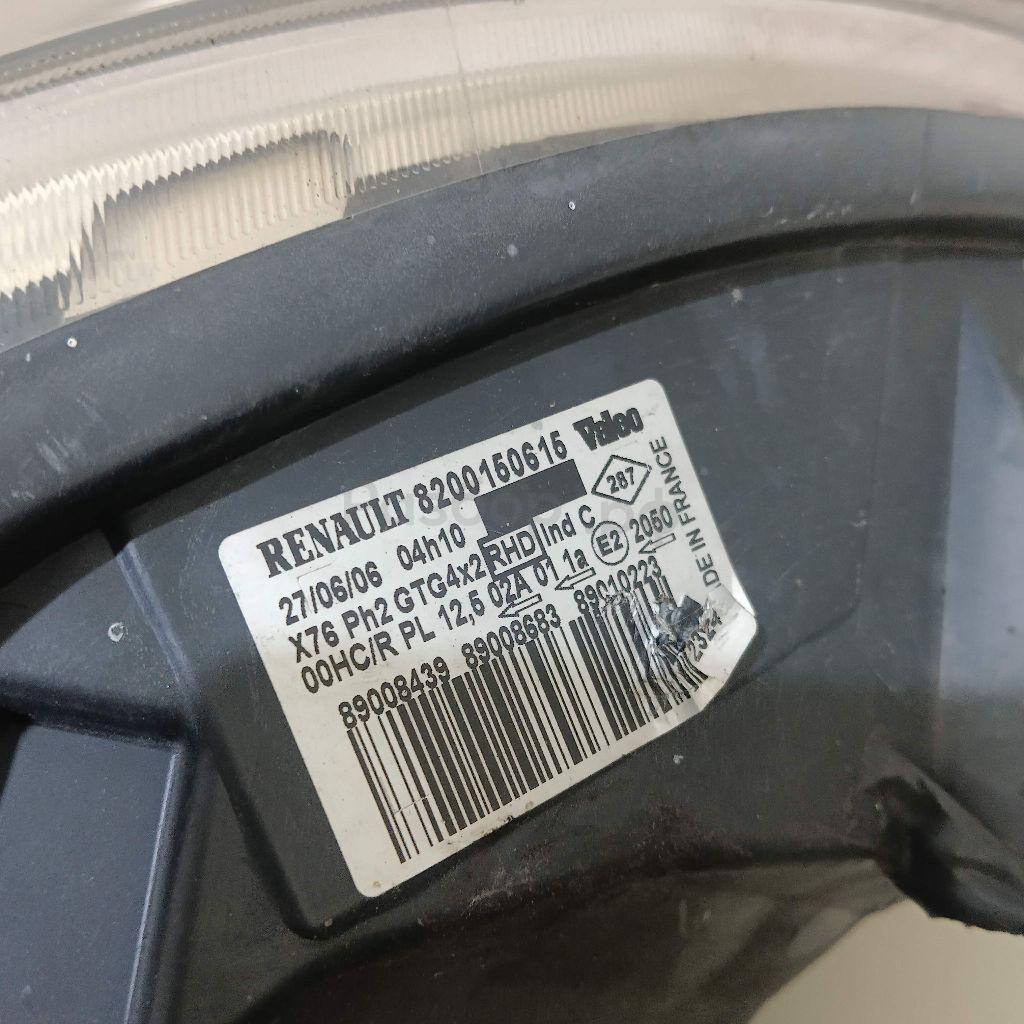 RENAULT 8200150615 Valeo
27/06/06 04h10
287
X76 Ph2 GTG4x2 RHD Ind C
00HC/R PL 12,5 02A 01 1a E2 2050
89008439 89008683 89010223
DE IN FRANCE